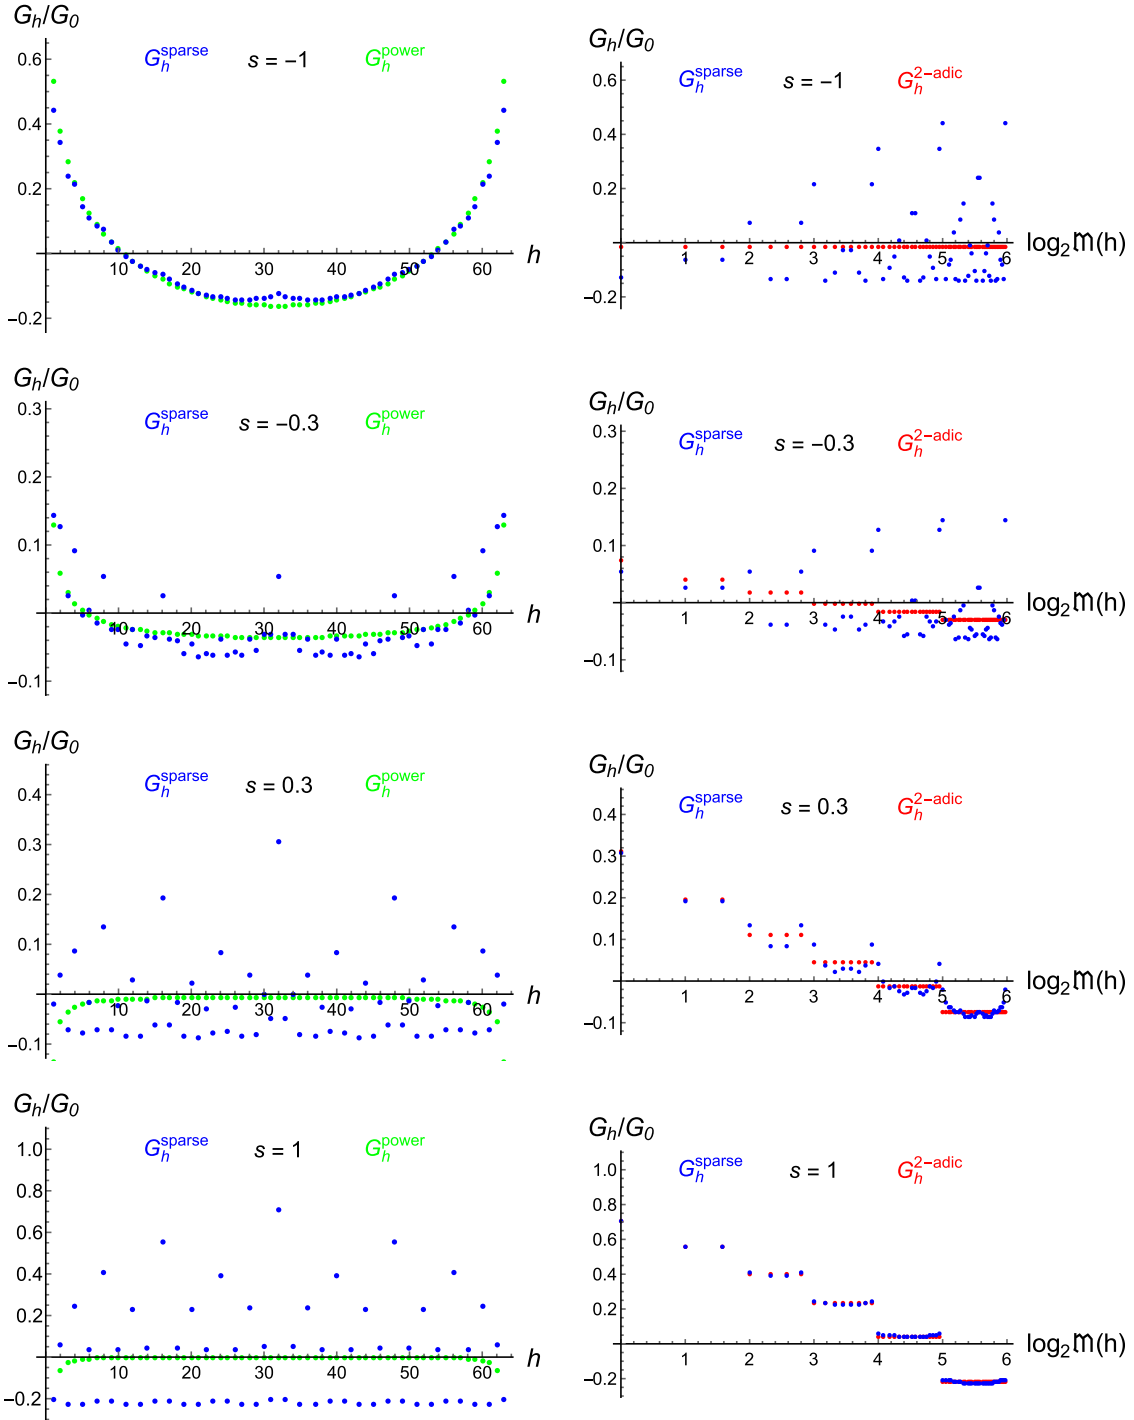 G_h/G_0
G_h^sparse s = −1 G_h^power
0.6
0.4
0.2
−0.2
10 20 30 40 50 60 h
G_h/G_0
G_h^sparse s = −1 G_h^2−adic
0.6
0.4
0.2
−0.2
1 2 3 4 5 6 log_2 𝔐(h)
G_h/G_0
G_h^sparse s = −0.3 G_h^power
0.3
0.2
0.1
−0.1
10 20 30 40 50 60 h
G_h/G_0
G_h^sparse s = −0.3 G_h^2−adic
0.3
0.2
0.1
−0.1
1 2 3 4 5 6 log_2 𝔐(h)
G_h/G_0
G_h^sparse s = 0.3 G_h^power
0.4
0.3
0.2
0.1
−0.1
10 20 30 40 50 60 h
G_h/G_0
G_h^sparse s = 0.3 G_h^2−adic
0.4
0.3
0.2
0.1
−0.1
1 2 3 4 5 6 log_2 𝔐(h)
G_h/G_0
G_h^sparse s = 1 G_h^power
1.0
0.8
0.6
0.4
0.2
−0.2
10 20 30 40 50 60 h
G_h/G_0
G_h^sparse s = 1 G_h^2−adic
1.0
0.8
0.6
0.4
0.2
−0.2
1 2 3 4 5 6 log_2 𝔐(h)